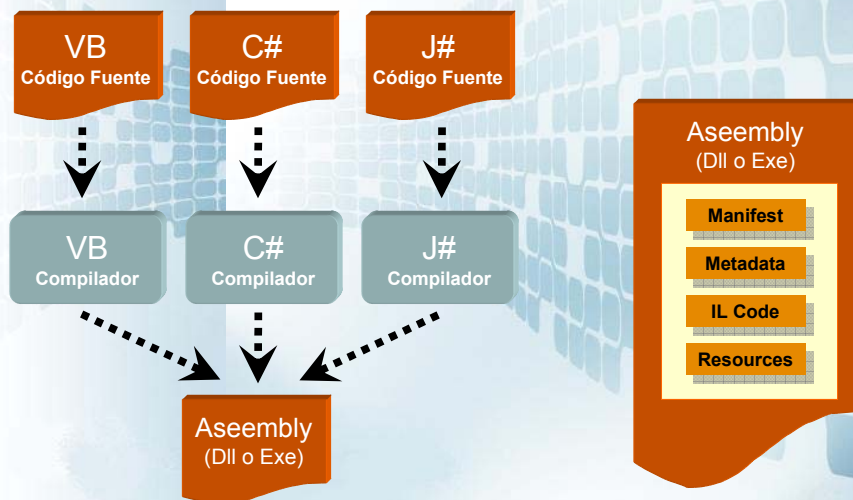 VB
Código Fuente
C#
Código Fuente
J#
Código Fuente
VB
Compilador
C#
Compilador
J#
Compilador
Aseembly
(Dll o Exe)
Aseembly
(Dll o Exe)
Manifest
Metadata
IL Code
Resources